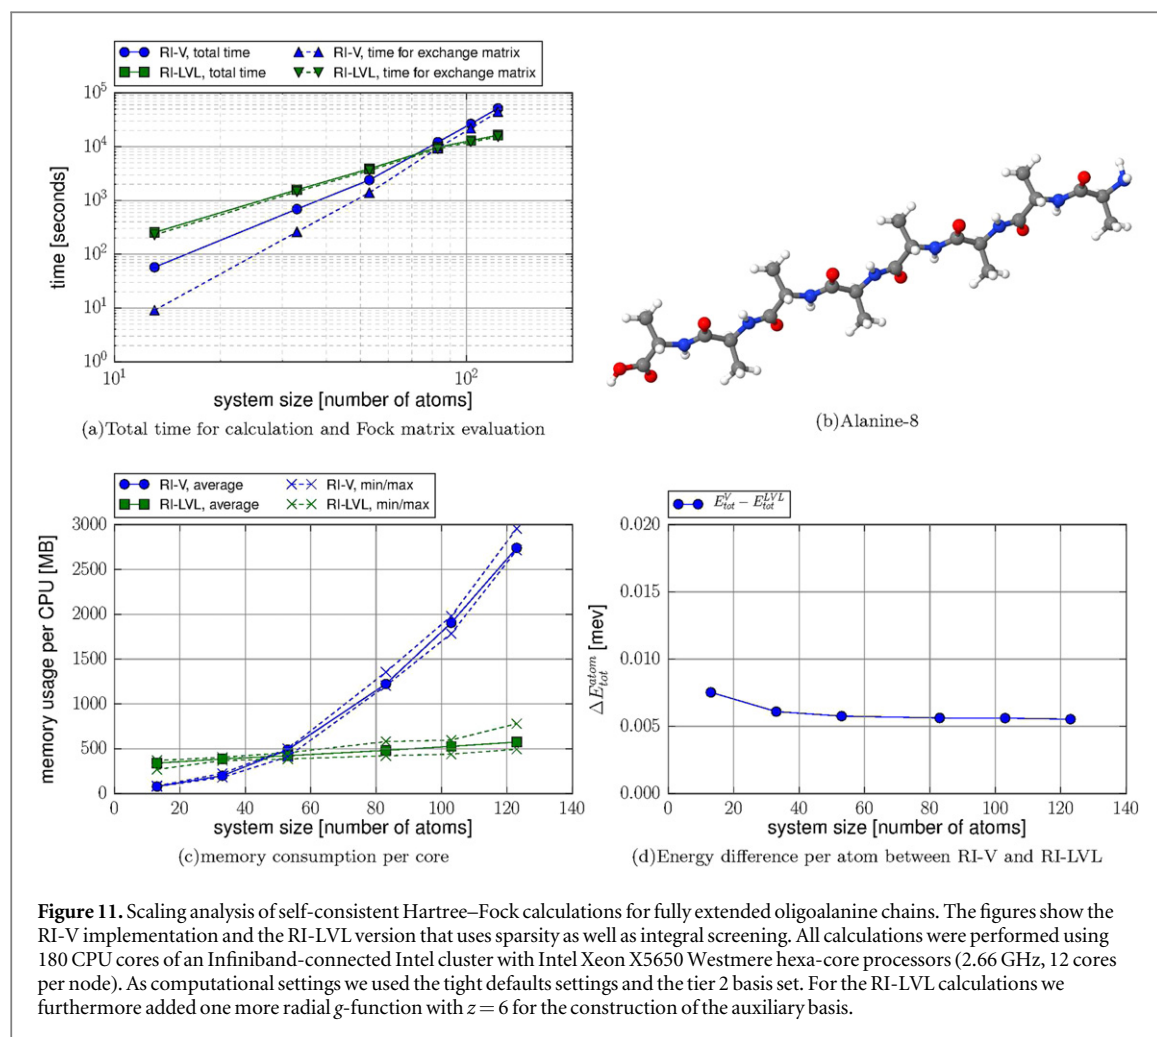 RI-V, total time
RI-LVL, total time
RI-V, time for exchange matrix
RI-LVL, time for exchange matrix
10^5
10^4
10^3
10^2
10^1
10^0
time [seconds]
10^1
10^2
system size [number of atoms]
(a)Total time for calculation and Fock matrix evaluation
(b)Alanine-8
RI-V, average
RI-LVL, average
RI-V, min/max
RI-LVL, min/max
3000
2500
2000
1500
1000
500
0
memory usage per CPU [MB]
0 20 40 60 80 100 120 140
system size [number of atoms]
(c)memory consumption per core
E_{tot}^{V} − E_{tot}^{LVL}
0.020
0.015
0.010
0.005
0.000
ΔE_{tot}^{atom} [mev]
0 20 40 60 80 100 120 140
system size [number of atoms]
(d)Energy difference per atom between RI-V and RI-LVL
Figure 11. Scaling analysis of self-consistent Hartree–Fock calculations for fully extended oligoalanine chains. The figures show the
RI-V implementation and the RI-LVL version that uses sparsity as well as integral screening. All calculations were performed using
180 CPU cores of an Infiniband-connected Intel cluster with Intel Xeon X5650 Westmere hexa-core processors (2.66 GHz, 12 cores
per node). As computational settings we used the tight defaults settings and the tier 2 basis set. For the RI-LVL calculations we
furthermore added one more radial g-function with z = 6 for the construction of the auxiliary basis.